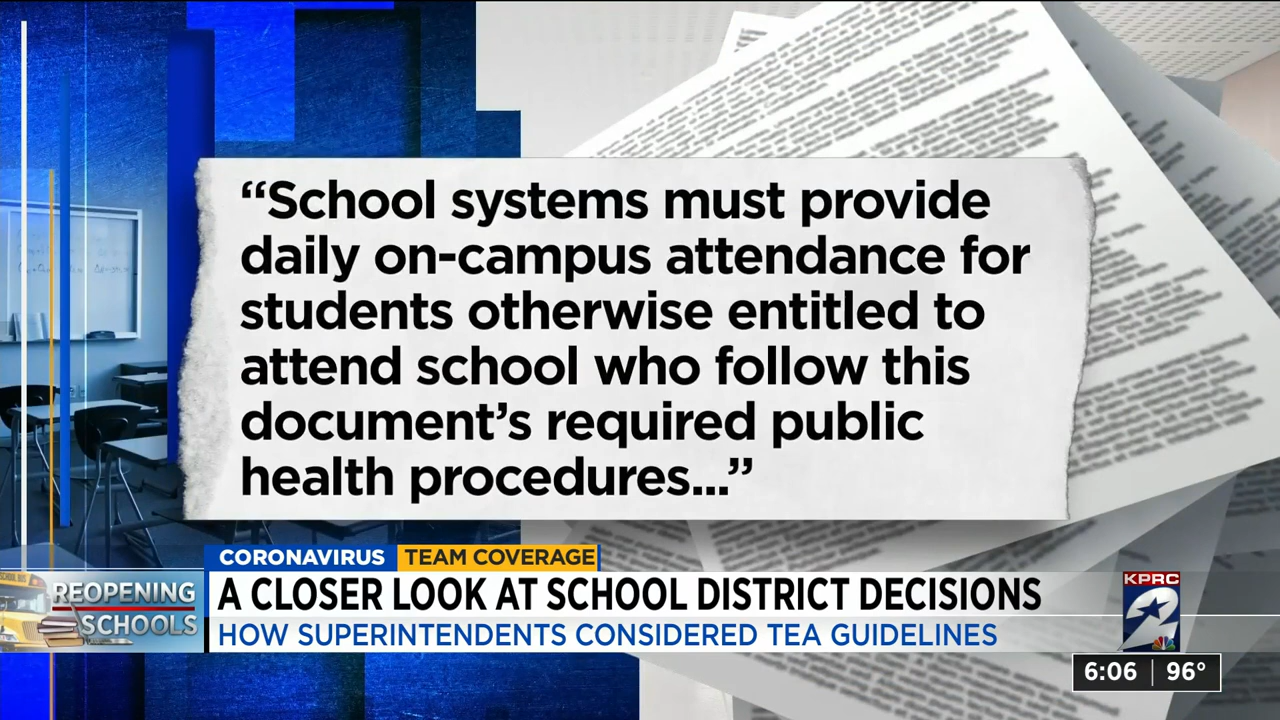 “School systems must provide
daily on-campus attendance for
students otherwise entitled to
attend school who follow this
document’s required public
health procedures...”
CORONAVIRUS TEAM COVERAGE
SCHOOL BUS
REOPENING
SCHOOLS
A CLOSER LOOK AT SCHOOL DISTRICT DECISIONS
HOW SUPERINTENDENTS CONSIDERED TEA GUIDELINES
KPRC
2
6:06 96°